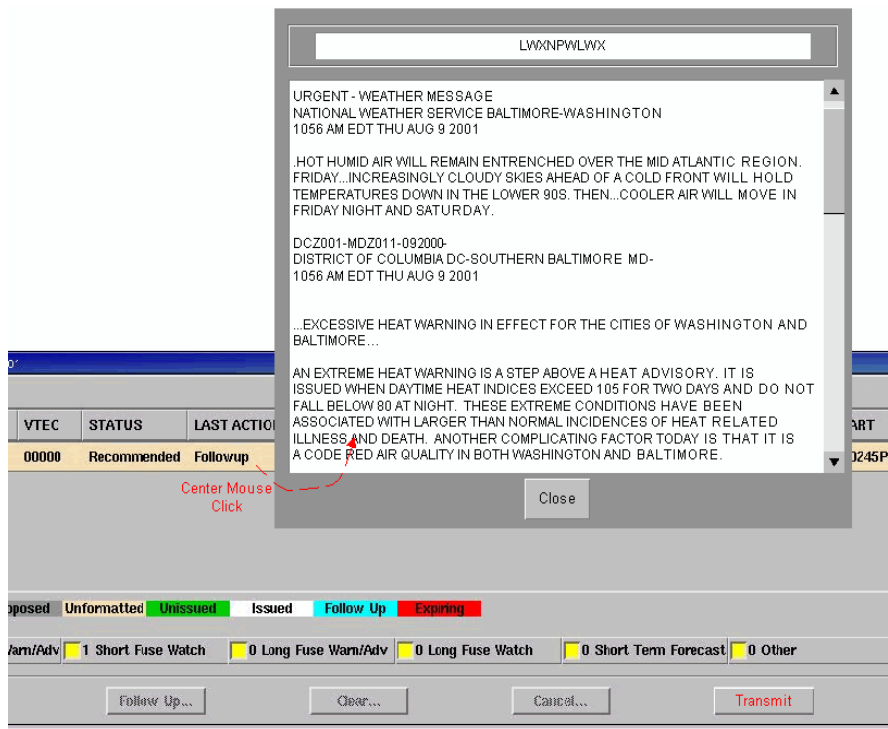 LWXNPWLWX
URGENT - WEATHER MESSAGE
NATIONAL WEATHER SERVICE BALTIMORE-WASHINGTON
1056 AM EDT THU AUG 9 2001
.HOT HUMID AIR WILL REMAIN ENTRENCHED OVER THE MID ATLANTIC REGION.
FRIDAY...INCREASINGLY CLOUDY SKIES AHEAD OF A COLD FRONT WILL HOLD
TEMPERATURES DOWN IN THE LOWER 90S. THEN...COOLER AIR WILL MOVE IN
FRIDAY NIGHT AND SATURDAY.
DCZ001-MDZ011-092000-
DISTRICT OF COLUMBIA DC-SOUTHERN BALTIMORE MD-
1056 AM EDT THU AUG 9 2001
...EXCESSIVE HEAT WARNING IN EFFECT FOR THE CITIES OF WASHINGTON AND
BALTIMORE...
AN EXTREME HEAT WARNING IS A STEP ABOVE A HEAT ADVISORY. IT IS
ISSUED WHEN DAYTIME HEAT INDICES EXCEED 105 FOR TWO DAYS AND DO NOT
FALL BELOW 80 AT NIGHT. THESE EXTREME CONDITIONS HAVE BEEN
ASSOCIATED WITH LARGER THAN NORMAL INCIDENCES OF HEAT RELATED
ILLNESS AND DEATH. ANOTHER COMPLICATING FACTOR TODAY IS THAT IT IS
A CODE RED AIR QUALITY IN BOTH WASHINGTON AND BALTIMORE.
Close
VTEC STATUS LAST ACTIO ART
00000 Recommended Followup 0245P
Center Mouse
Click
pposed Unformatted Unissued Issued Follow Up Expiring
Warn/Adv 1 Short Fuse Watch 0 Long Fuse Warn/Adv 0 Long Fuse Watch 0 Short Term Forecast 0 Other
Follow Up... Clear... Cancel... Transmit